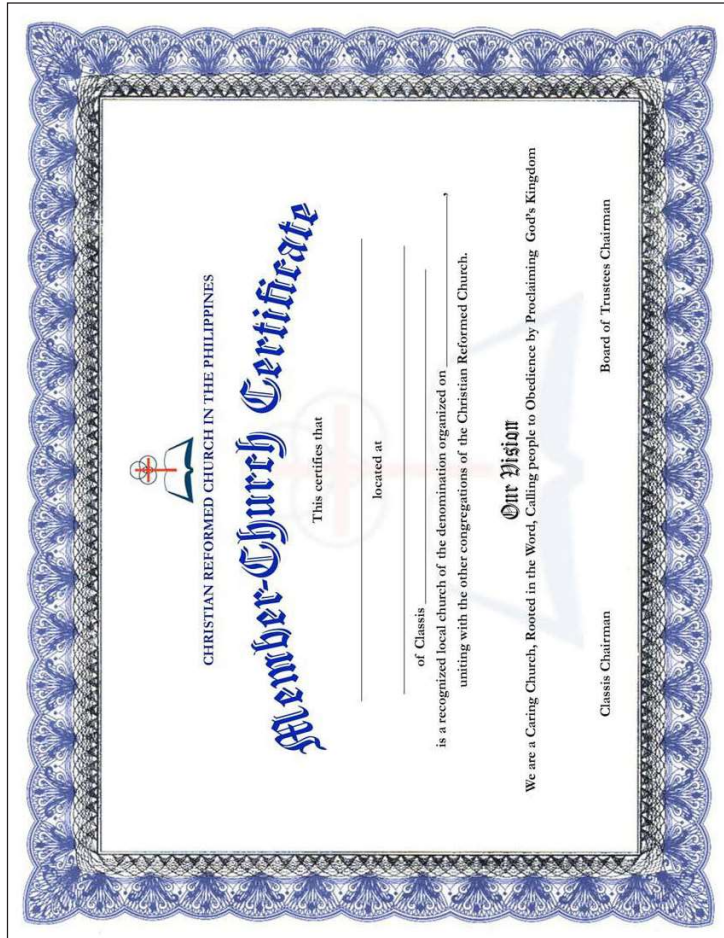 CHRISTIAN REFORMED CHURCH IN THE PHILIPPINES
Member-Church Certificate
This certifies that
located at
of Classis
is a recognized local church of the denomination organized on ,
uniting with the other congregations of the Christian Reformed Church.
Our Vision
We are a Caring Church, Rooted in the Word, Calling people to Obedience by Proclaiming God's Kingdom
Classis Chairman Board of Trustees Chairman